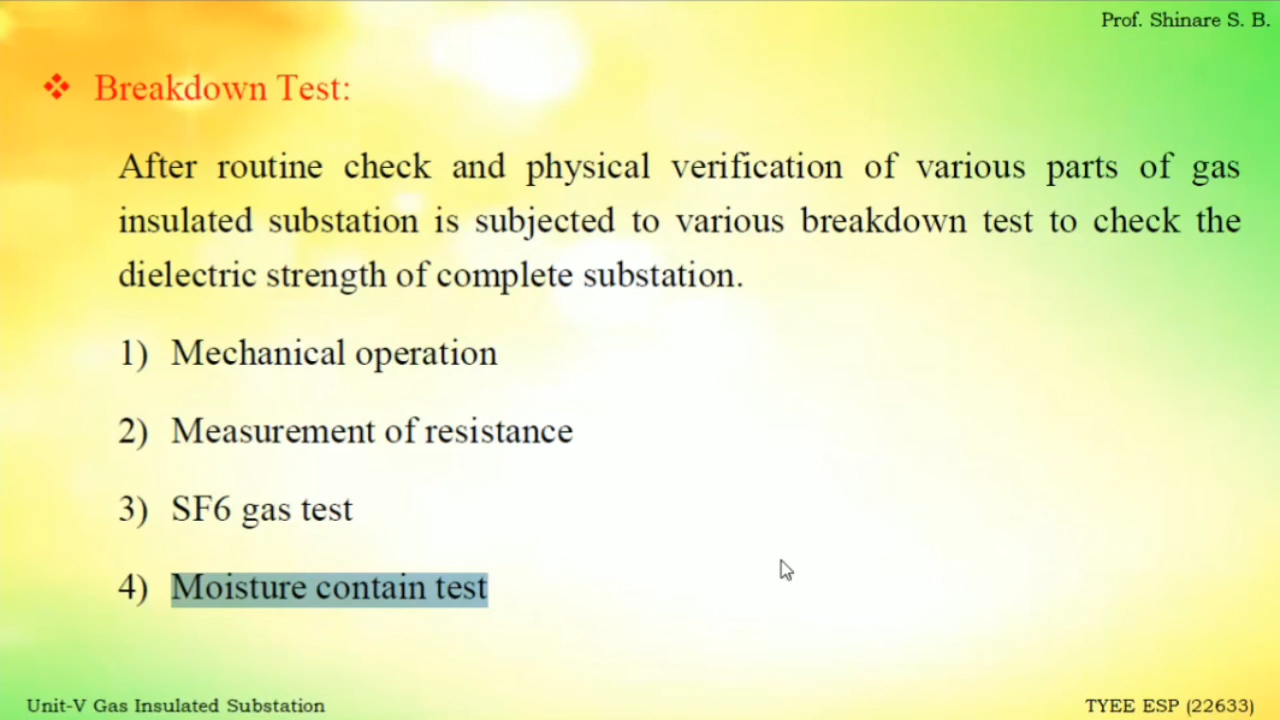 Prof. Shinare S. B.
❖ Breakdown Test:
After routine check and physical verification of various parts of gas
insulated substation is subjected to various breakdown test to check the
dielectric strength of complete substation.
1) Mechanical operation
2) Measurement of resistance
3) SF6 gas test
4) Moisture contain test
Unit-V Gas Insulated Substation
TYEE ESP (22633)